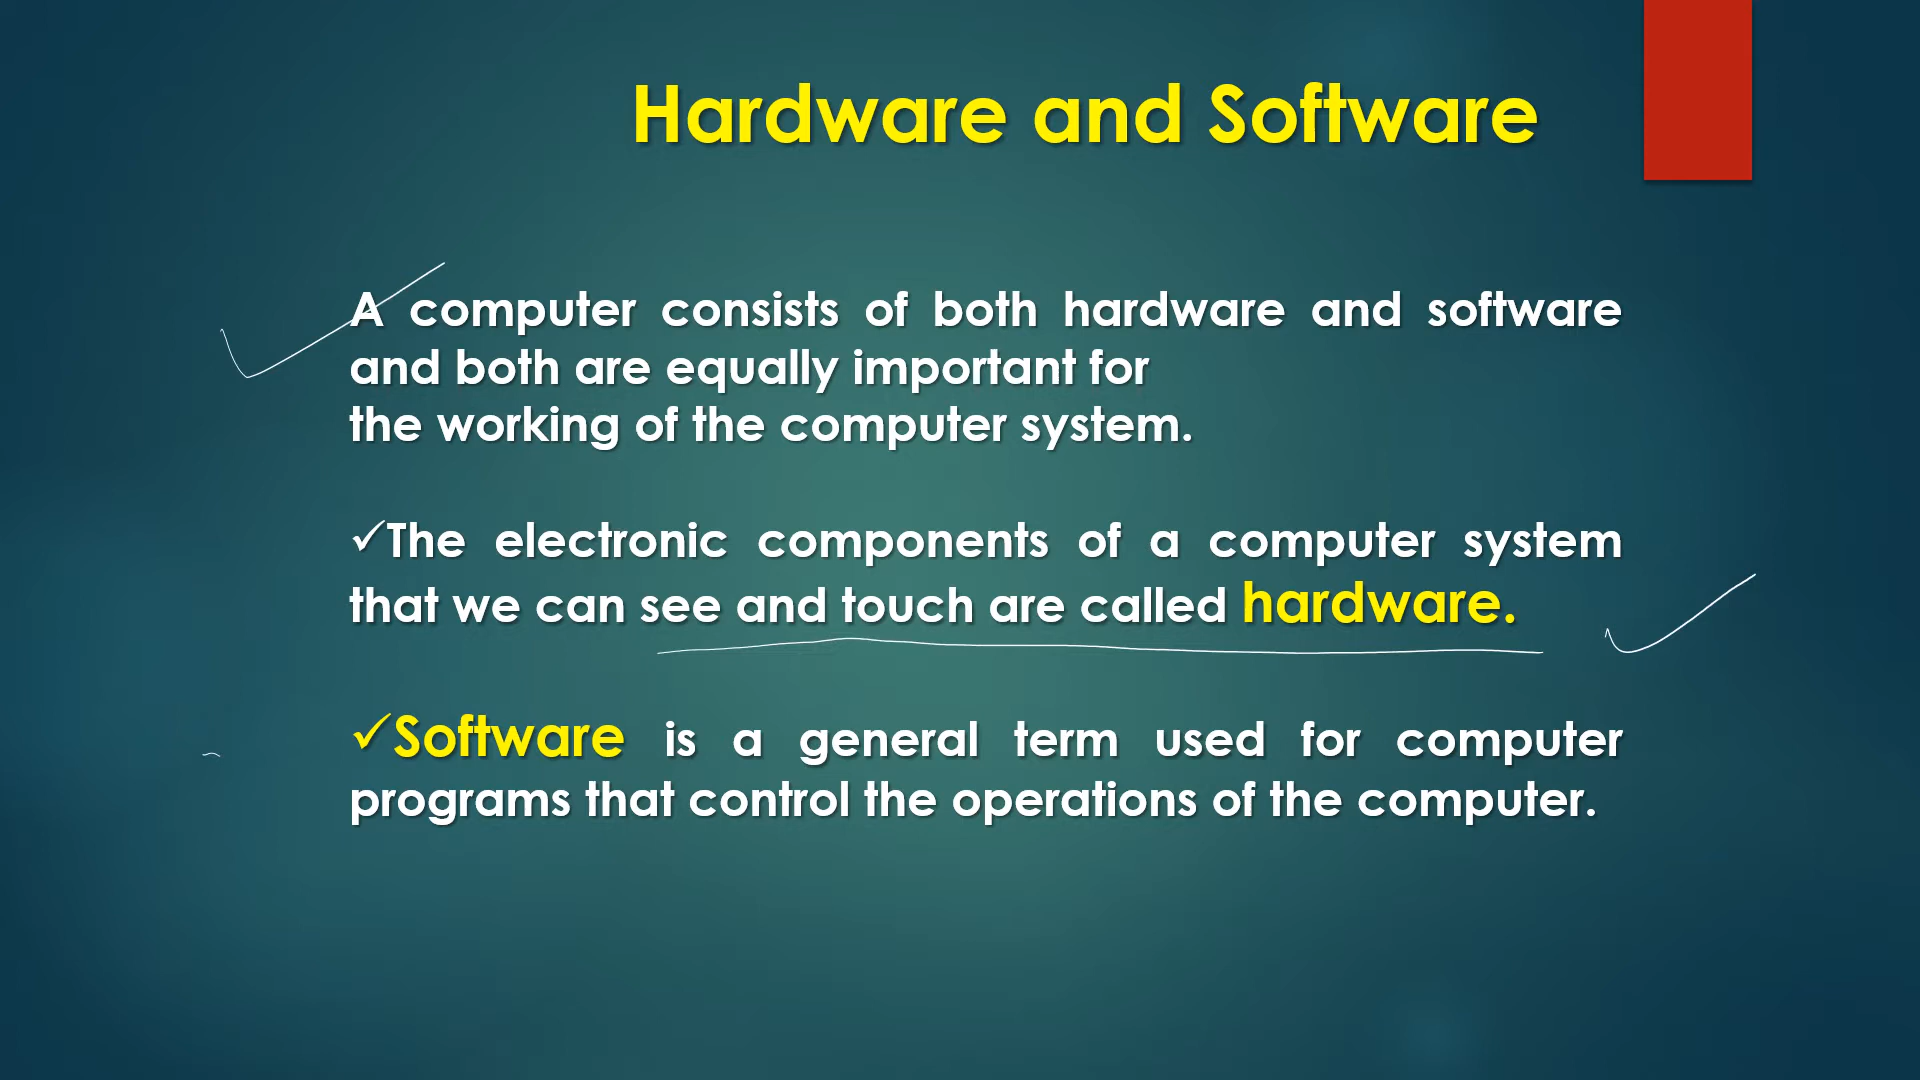 Hardware and Software
A computer consists of both hardware and software
and both are equally important for
the working of the computer system.
✓The electronic components of a computer system
that we can see and touch are called hardware.
✓Software is a general term used for computer
programs that control the operations of the computer.